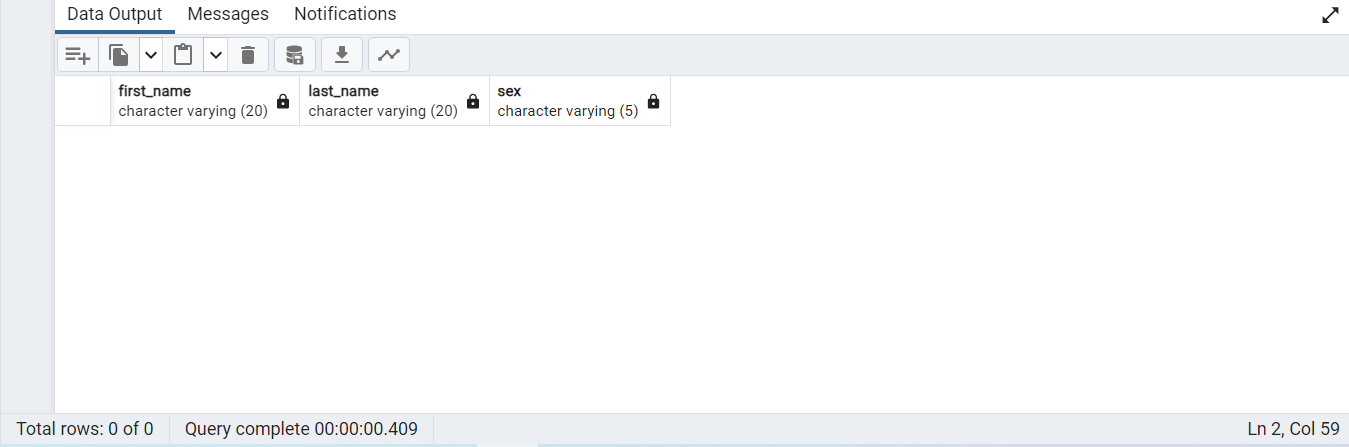 Data Output Messages Notifications
first_name last_name sex
character varying (20) character varying (20) character varying (5)
Total rows: 0 of 0 Query complete 00:00:00.409 Ln 2, Col 59